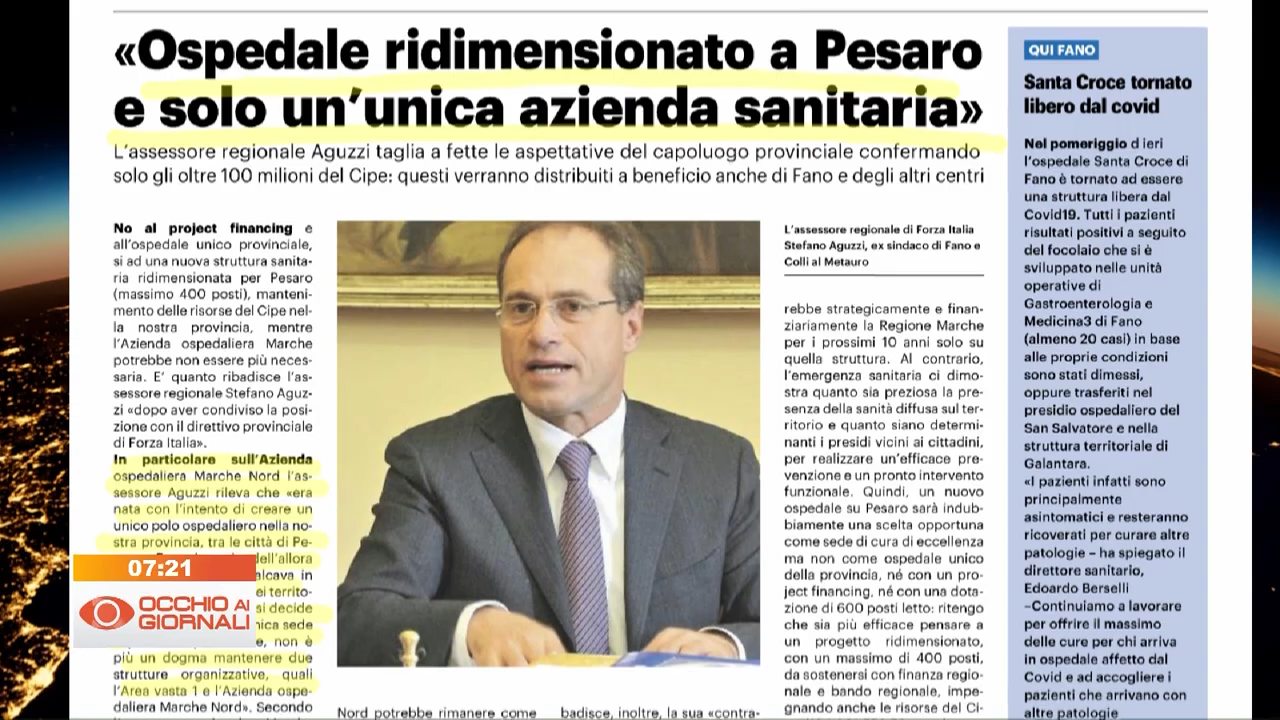 «Ospedale ridimensionato a Pesaro
e solo un'unica azienda sanitaria»
L'assessore regionale Aguzzi taglia a fette le aspettative del capoluogo provinciale confermando
solo gli oltre 100 milioni del Cipe: questi verranno distribuiti a beneficio anche di Fano e degli altri centri
No al project financing e
all'ospedale unico provinciale,
si ad una nuova struttura sanita-
ria ridimensionata per Pesaro
(massimo 400 posti), manteni-
mento delle risorse del Cipe nel-
la nostra provincia, mentre
l'Azienda ospedaliera Marche
potrebbe non essere più neces-
saria. E' quanto ribadisce l'as-
sessore regionale Stefano Aguz-
zi «dopo aver condiviso la posi-
zione con il direttivo provinciale
di Forza Italia».
In particolare sull'Azienda
ospedaliera Marche Nord l'as-
sessore Aguzzi rileva che «era
nata con l'intento di creare un
unico polo ospedaliero nella no-
stra provincia, tra le città di Pe-
dell'allora
alcava in
ei territo-
si decide
nica sede
e, non è
più un dogma mantenere due
strutture organizzative, quali
l'Area vasta 1 e l'Azienda ospe-
daliera Marche Nord». Secondo
07:21
OCCHIO AI
GIORNALI
Nord potrebbe rimanere come
badisce, inoltre, la sua «contra-
L'assessore regionale di Forza Italia
Stefano Aguzzi, ex sindaco di Fano e
Colli al Metauro
rebbe strategicamente e finan-
ziariamente la Regione Marche
per i prossimi 10 anni solo su
quella struttura. Al contrario,
l'emergenza sanitaria ci dimo-
stra quanto sia preziosa la pre-
senza della sanità diffusa sul ter-
ritorio e quanto siano determi-
nanti i presidi vicini ai cittadini,
per realizzare un'efficace pre-
venzione e un pronto intervento
funzionale. Quindi, un nuovo
ospedale su Pesaro sarà indub-
biamente una scelta opportuna
come sede di cura di eccellenza
ma non come ospedale unico
della provincia, né con un pro-
ject financing, né con una dota-
zione di 600 posti letto: ritengo
che sia più efficace pensare a
un progetto ridimensionato,
con un massimo di 400 posti,
da sostenersi con finanza regio-
nale e bando regionale, impe-
gnando anche le risorse del Ci-
QUI FANO
Santa Croce tornato
libero dal covid
Nel pomeriggio d ieri
l'ospedale Santa Croce di
Fano è tornato ad essere
una struttura libera dal
Covid19. Tutti i pazienti
risultati positivi a seguito
del focolaio che si è
sviluppato nelle unità
operative di
Gastroenterologia e
Medicina3 di Fano
(almeno 20 casi) in base
alle proprie condizioni
sono stati dimessi,
oppure trasferiti nel
presidio ospedaliero del
San Salvatore e nella
struttura territoriale di
Galantara.
«I pazienti infatti sono
principalmente
asintomatici e resteranno
ricoverati per curare altre
patologie – ha spiegato il
direttore sanitario,
Edoardo Berselli
–Continuiamo a lavorare
per offrire il massimo
delle cure per chi arriva
in ospedale affetto dal
Covid e ad accogliere i
pazienti che arrivano con
altre patologie